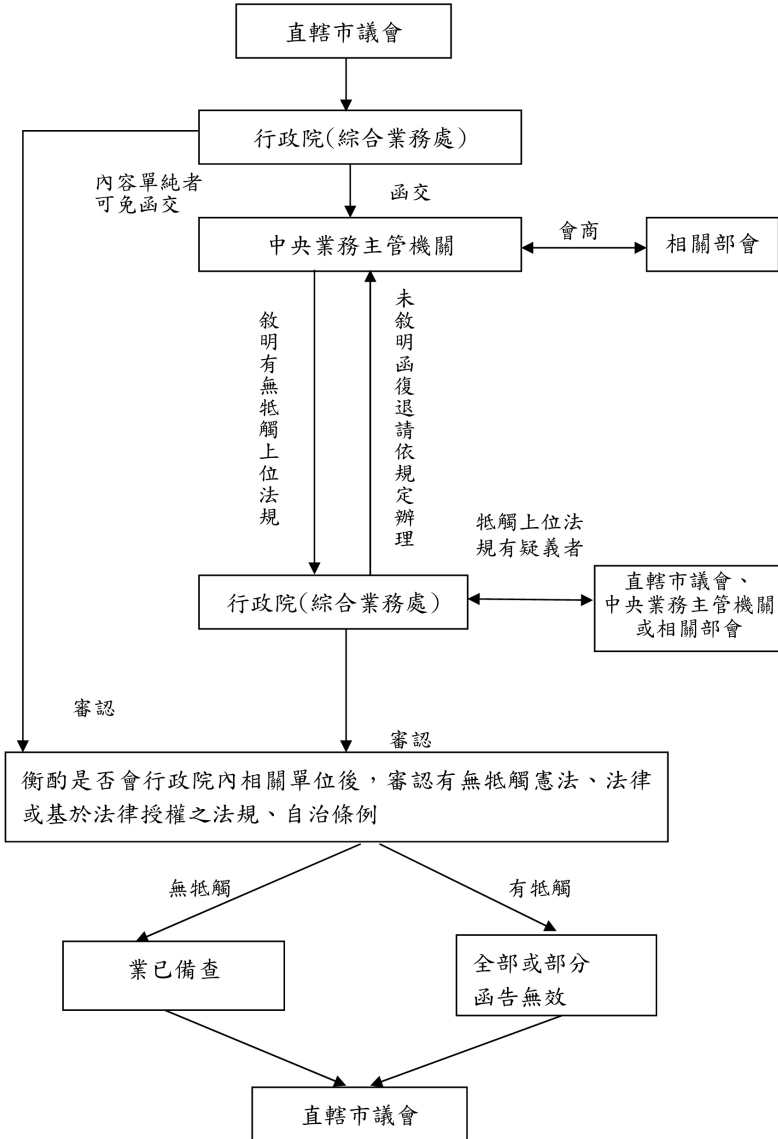 直轄市議會
行政院(綜合業務處)
內容單純者
可免函交
函交
中央業務主管機關
會商
相關部會
敘明有無牴觸上位法規
未敘明函復退請依規定辦理
牴觸上位法
規有疑義者
行政院(綜合業務處)
直轄市議會、
中央業務主管機關
或相關部會
審認
審認
衡酌是否會行政院內相關單位後，審認有無牴觸憲法、法律
或基於法律授權之法規、自治條例
無牴觸
有牴觸
業已備查
全部或部分
函告無效
直轄市議會